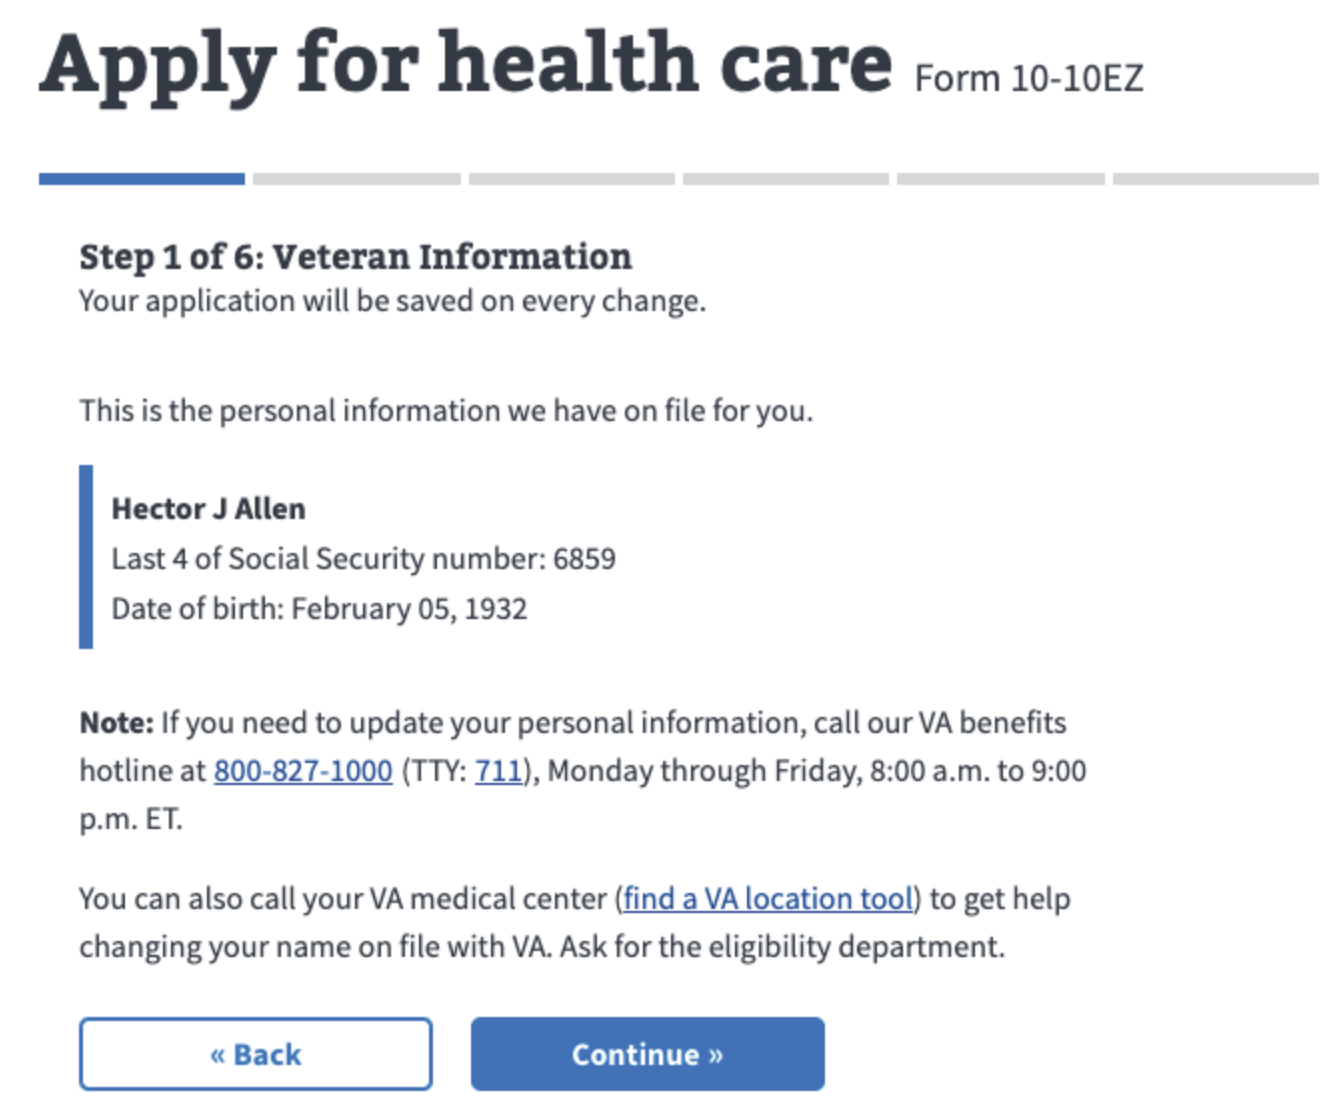 Apply for health care Form 10-10EZ
Step 1 of 6: Veteran Information
Your application will be saved on every change.
This is the personal information we have on file for you.
Hector J Allen
Last 4 of Social Security number: 6859
Date of birth: February 05, 1932
Note: If you need to update your personal information, call our VA benefits
hotline at 800-827-1000 (TTY: 711), Monday through Friday, 8:00 a.m. to 9:00
p.m. ET.
You can also call your VA medical center (find a VA location tool) to get help
changing your name on file with VA. Ask for the eligibility department.
« Back
Continue »